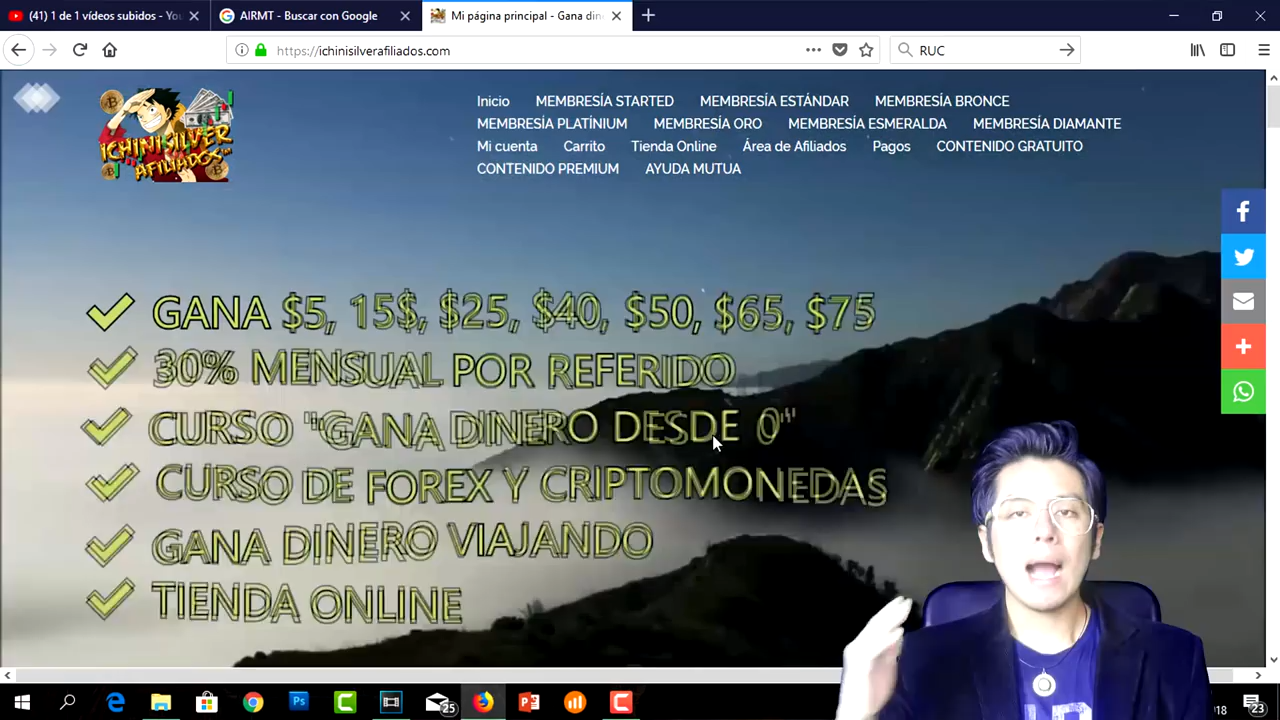 (41) 1 de 1 vídeos subidos - You
AIRMT - Buscar con Google
Mi página principal - Gana din
https://ichinisilverafiliados.com
RUC
ICHINISILVER
AFILIADOS
Inicio MEMBRESÍA STARTED MEMBRESÍA ESTÁNDAR MEMBRESÍA BRONCE
MEMBRESÍA PLATÍNIUM MEMBRESÍA ORO MEMBRESÍA ESMERALDA MEMBRESÍA DIAMANTE
Mi cuenta Carrito Tienda Online Área de Afiliados Pagos CONTENIDO GRATUITO
CONTENIDO PREMIUM AYUDA MUTUA
GANA $5, 15$, $25, $40, $50, $65, $75
30% MENSUAL POR REFERIDO
CURSO "GANA DINERO DESDE 0"
CURSO DE FOREX Y CRIPTOMONEDAS
GANA DINERO VIAJANDO
TIENDA ONLINE
25
23